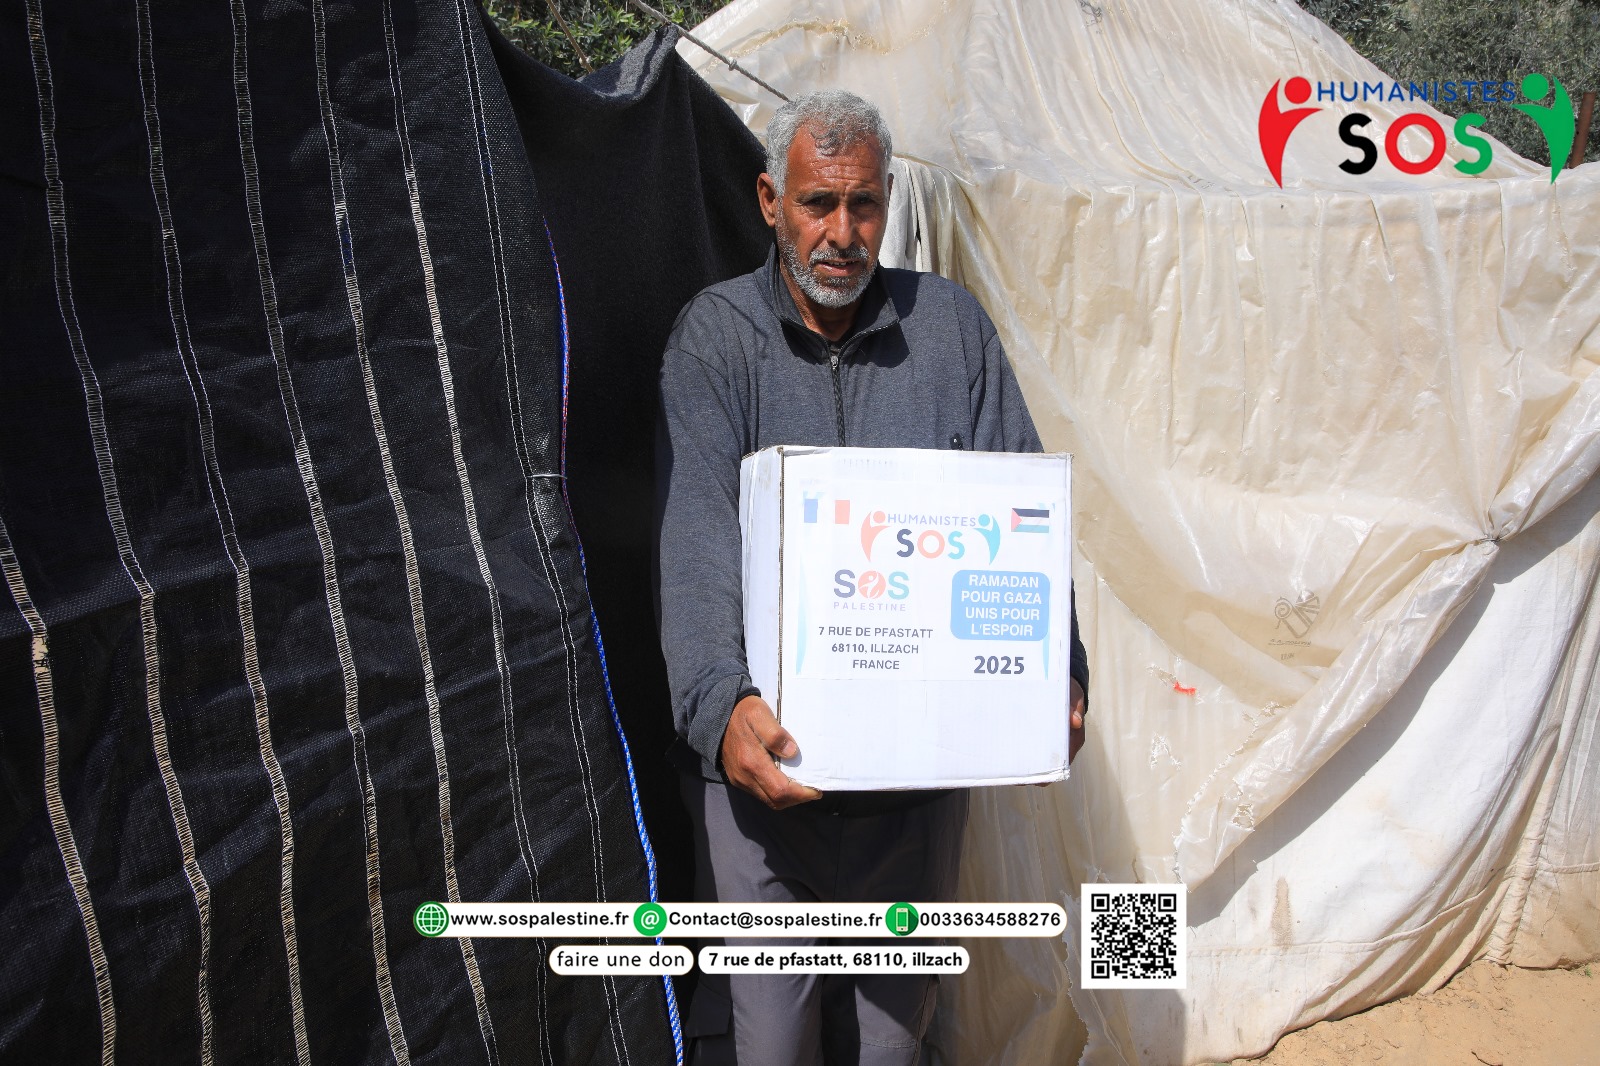 HUMANISTES
SOS
HUMANISTES
SOS
SOS
PALESTINE
RAMADAN
POUR GAZA
UNIS POUR
L'ESPOIR
7 RUE DE PFASTATT
68110, ILLZACH
FRANCE
2025
www.sospalestine.fr @ Contact@sospalestine.fr 0033634588276
faire une don 7 rue de pfastatt, 68110, illzach